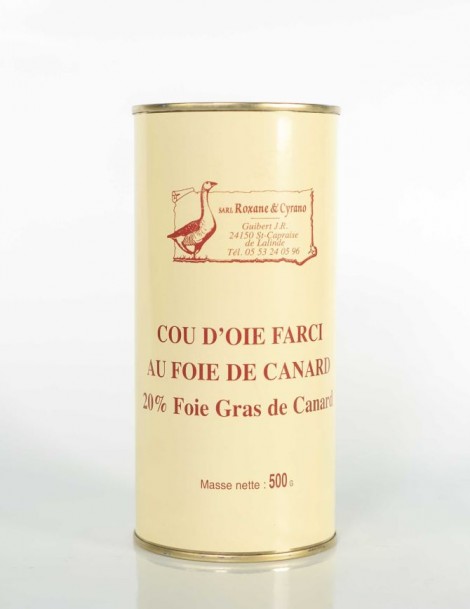 SARL Roxane & Cyrano
Guibert J.R.
24150 St-Capraise
de Lalinde
Tél. 05 53 24 05 96
COU D'OIE FARCI
AU FOIE DE CANARD
20% Foie Gras de Canard
Masse nette : 500 G